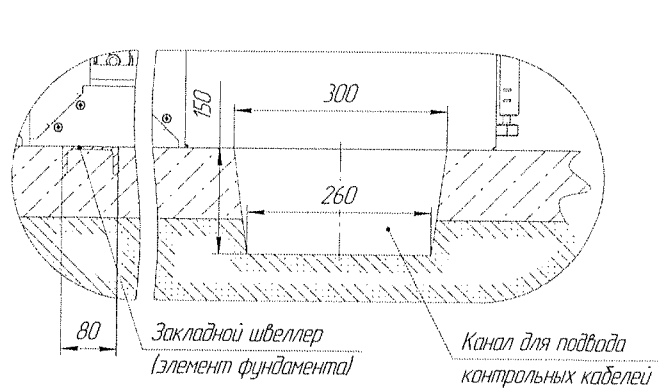 300
150
260
80
Закладной швеллер
(элемент фундамента)
Канал для подвода
контрольных кабелей